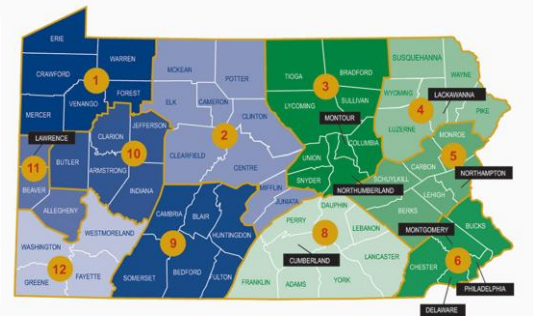 ERIE
WARREN
CRAWFORD
1
FOREST
VENANGO
MERCER
LAWRENCE
MCKEAN
POTTER
ELK
CAMERON
CLINTON
2
CLEARFIELD
CENTRE
MIFFLIN
JUNIATA
TIOGA
BRADFORD
3
LYCOMING
SULLIVAN
MONTOUR
COLUMBIA
UNION
SNYDER
NORTHUMBERLAND
SUSQUEHANNA
WAYNE
WYOMING
LACKAWANNA
4
PIKE
LUZERNE
MONROE
5
CARBON
NORTHAMPTON
SCHUYLKILL
LEHIGH
BERKS
MONTGOMERY
BUCKS
CHESTER
6
PHILADELPHIA
DELAWARE
DAUPHIN
PERRY
8
LEBANON
CUMBERLAND
LANCASTER
FRANKLIN
ADAMS
YORK
CAMBRIA
BLAIR
HUNTINGDON
9
SOMERSET
BEDFORD
FULTON
JEFFERSON
CLARION
10
ARMSTRONG
INDIANA
11
BUTLER
BEAVER
ALLEGHENY
WESTMORELAND
WASHINGTON
12
GREENE
FAYETTE